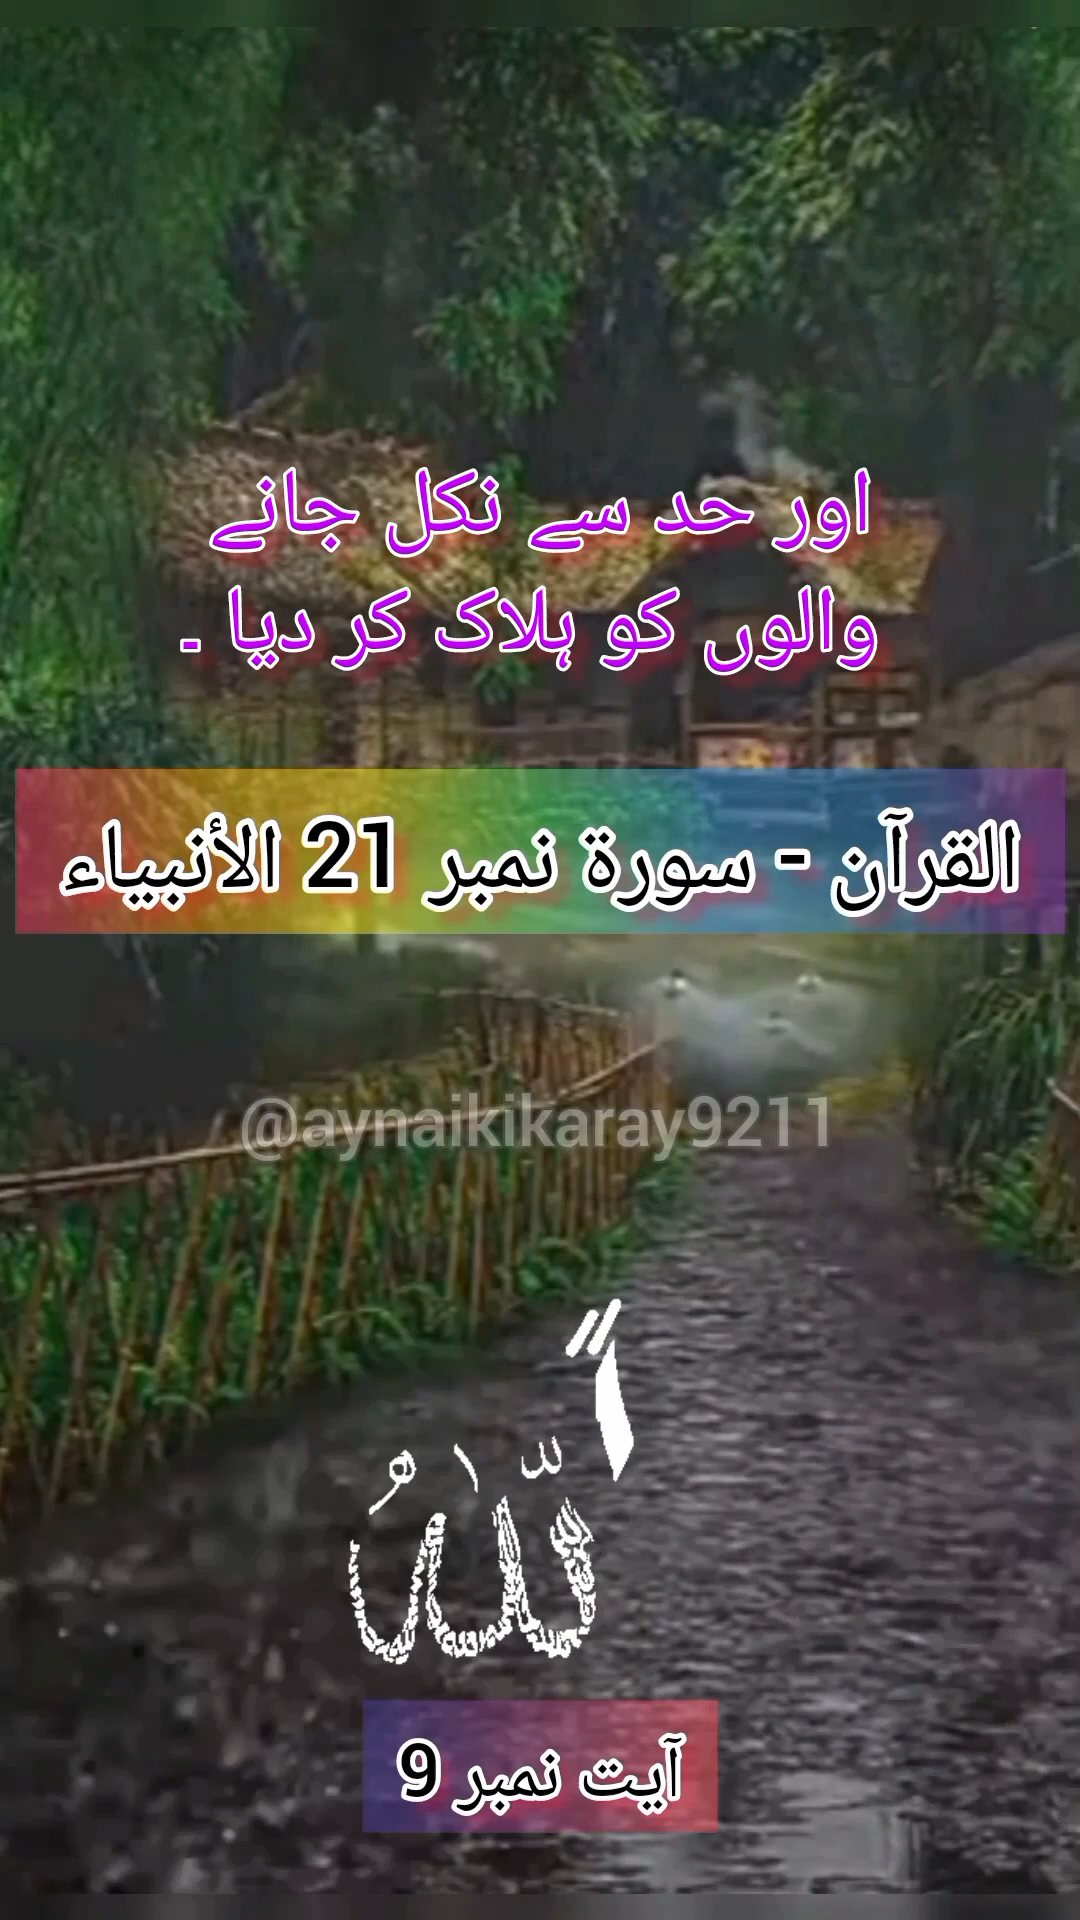 اور حد سے نکل جانے
والوں کو ہلاک کر دیا ۔
القرآن - سورة نمبر 21 الأنبياء
@aynaikikaray9211
اللّٰهُ
آیت نمبر 9